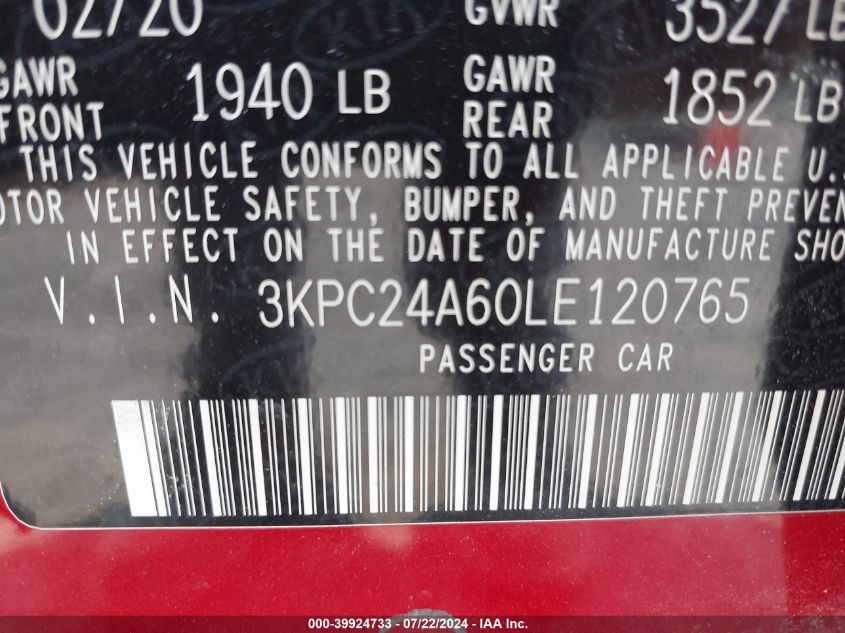 02/20 GVWR 3527 LB
GAWR FRONT 1940 LB GAWR REAR 1852 LB
THIS VEHICLE CONFORMS TO ALL APPLICABLE U.S
OTOR VEHICLE SAFETY, BUMPER, AND THEFT PREVEN
IN EFFECT ON THE DATE OF MANUFACTURE SHO
V.I.N. 3KPC24A60LE120765
PASSENGER CAR
000-39924733 - 07/22/2024 - IAA Inc.